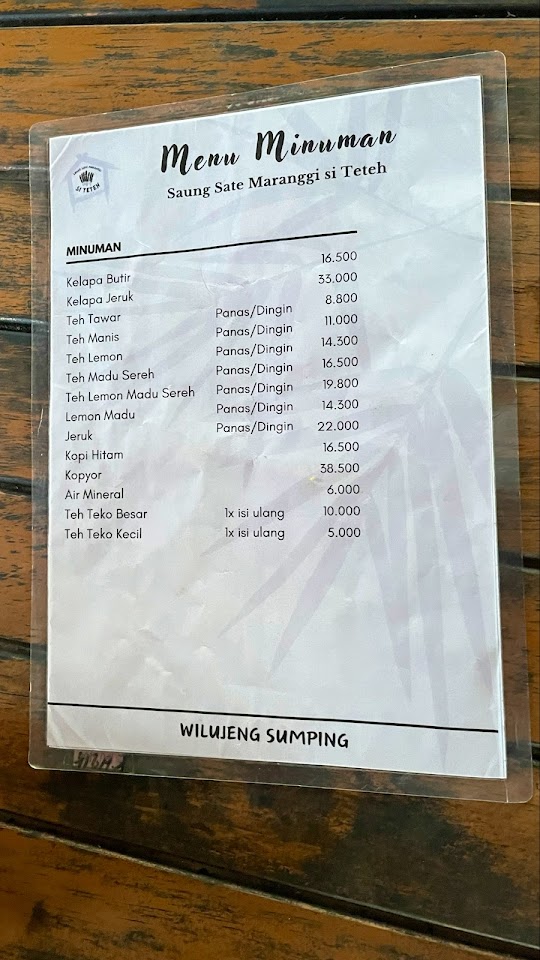 Menu Minuman
Saung Sate Maranggi si Teteh
SI TETEH
MINUMAN
Kelapa Butir 16.500
Kelapa Jeruk 33.000
Teh Tawar Panas/Dingin 8.800
Teh Manis Panas/Dingin 11.000
Teh Lemon Panas/Dingin 14.300
Teh Madu Sereh Panas/Dingin 16.500
Teh Lemon Madu Sereh Panas/Dingin 19.800
Lemon Madu Panas/Dingin 14.300
Jeruk Panas/Dingin 22.000
Kopi Hitam 16.500
Kopyor 38.500
Air Mineral 6.000
Teh Teko Besar 1x isi ulang 10.000
Teh Teko Kecil 1x isi ulang 5.000
WILUJENG SUMPING